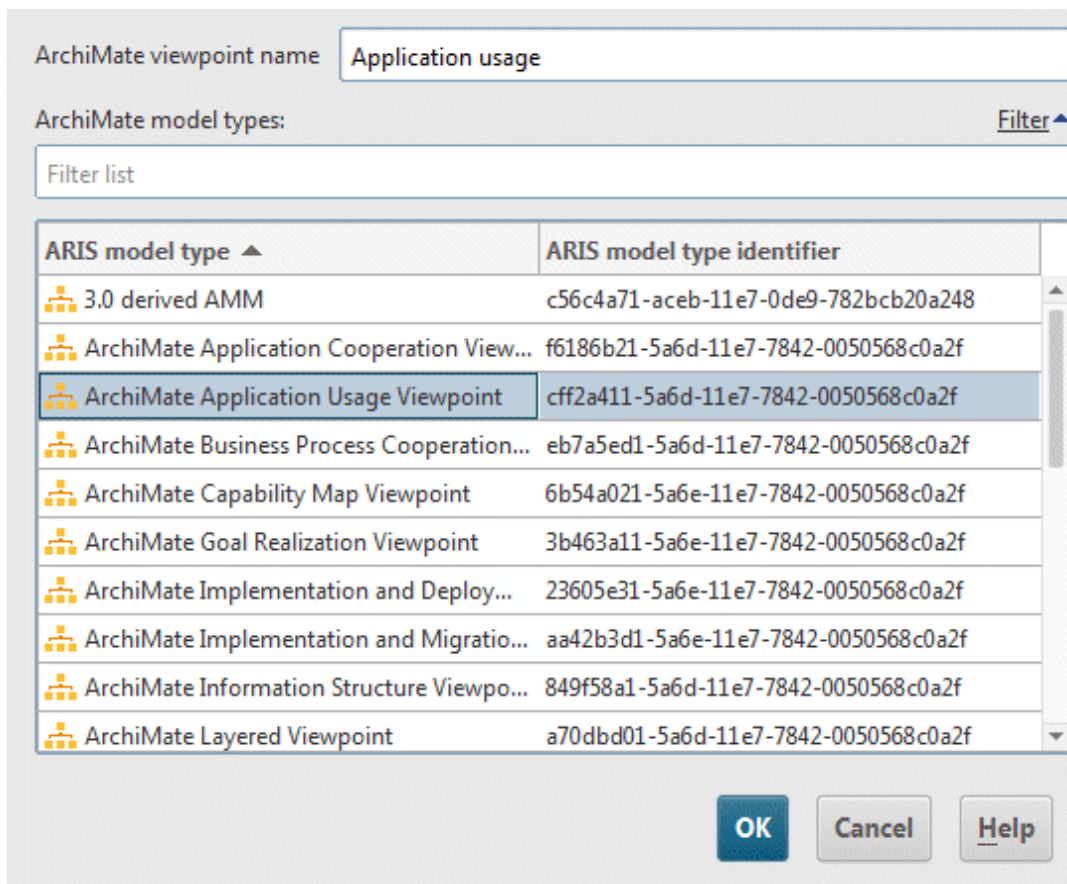 ArchiMate viewpoint name Application usage
ArchiMate model types: Filter
Filter list
ARIS model type ARIS model type identifier
3.0 derived AMM c56c4a71-aceb-11e7-0de9-782bcb20a248
ArchiMate Application Cooperation View... f6186b21-5a6d-11e7-7842-0050568c0a2f
ArchiMate Application Usage Viewpoint cff2a411-5a6d-11e7-7842-0050568c0a2f
ArchiMate Business Process Cooperation... eb7a5ed1-5a6d-11e7-7842-0050568c0a2f
ArchiMate Capability Map Viewpoint 6b54a021-5a6e-11e7-7842-0050568c0a2f
ArchiMate Goal Realization Viewpoint 3b463a11-5a6e-11e7-7842-0050568c0a2f
ArchiMate Implementation and Deploy... 23605e31-5a6e-11e7-7842-0050568c0a2f
ArchiMate Implementation and Migratio... aa42b3d1-5a6e-11e7-7842-0050568c0a2f
ArchiMate Information Structure Viewpo... 849f58a1-5a6d-11e7-7842-0050568c0a2f
ArchiMate Layered Viewpoint a70dbd01-5a6d-11e7-7842-0050568c0a2f
OK Cancel Help